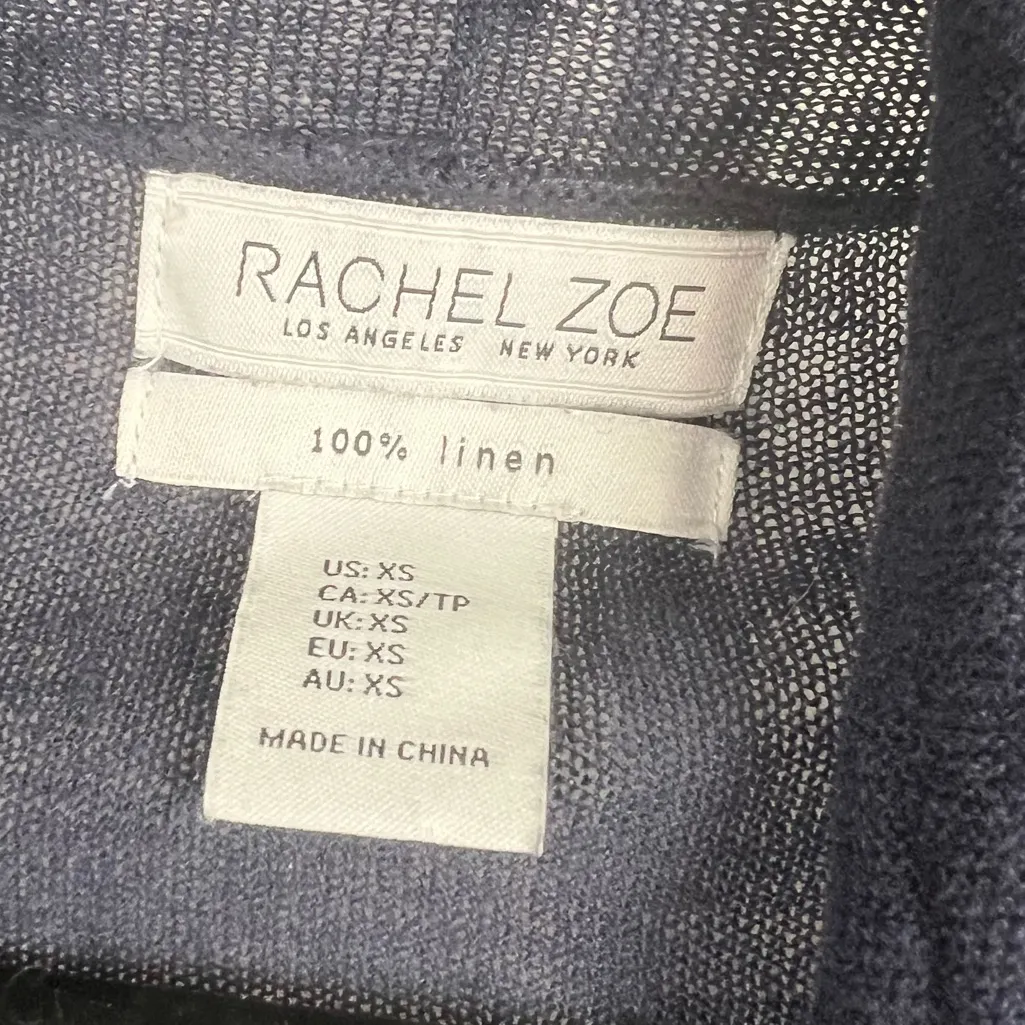 RACHEL ZOE
LOS ANGELES NEW YORK
100% linen
US: XS
CA: XS/TP
UK: XS
EU: XS
AU: XS
MADE IN CHINA